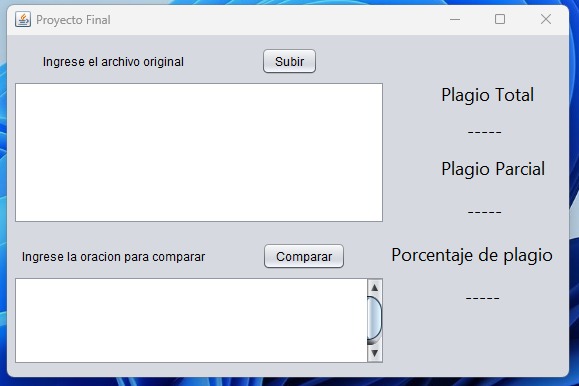 Proyecto Final
Ingrese el archivo original
Subir
Plagio Total
-----
Plagio Parcial
-----
Ingrese la oracion para comparar
Comparar
Porcentaje de plagio
-----